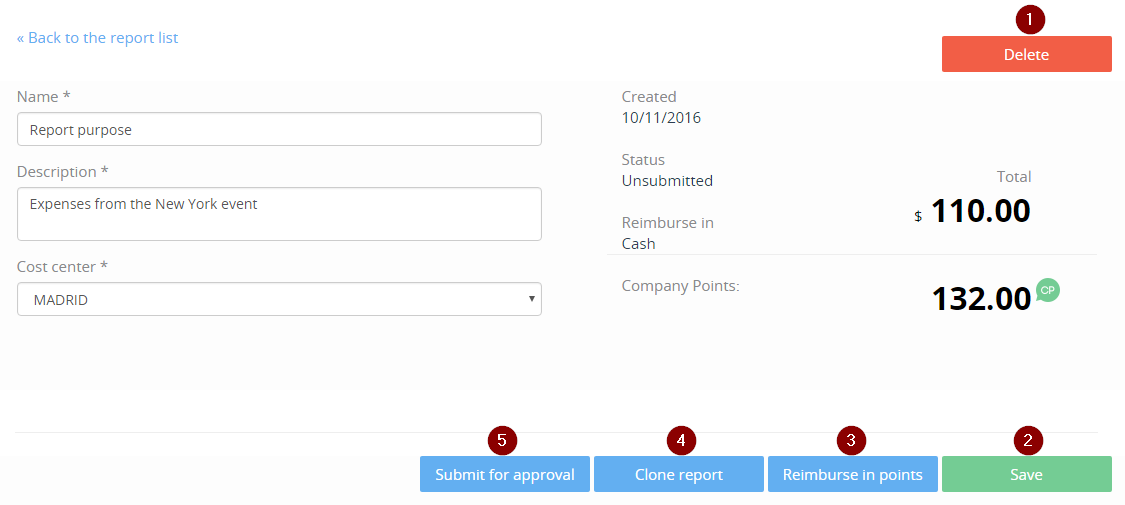 1
« Back to the report list
Delete
Name *
Report purpose
Description *
Expenses from the New York event
Cost center *
MADRID
Created
10/11/2016
Status
Unsubmitted
Reimburse in
Cash
Total
$ 110.00
Company Points:
132.00 CP
5 4 3 2
Submit for approval Clone report Reimburse in points Save